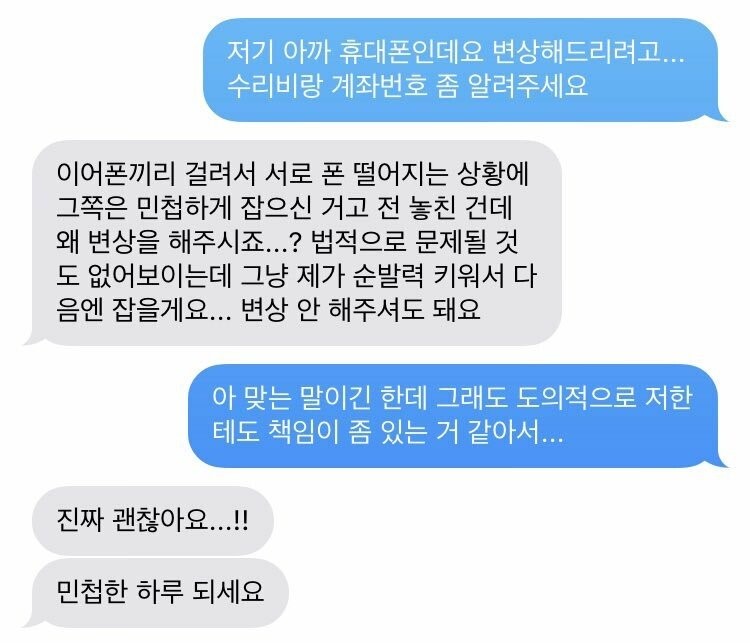 저기 아까 휴대폰인데요 변상해드리려고...
수리비랑 계좌번호 좀 알려주세요
이어폰끼리 걸려서 서로 폰 떨어지는 상황에
그쪽은 민첩하게 잡으신 거고 전 놓친 건데
왜 변상을 해주시죠...? 법적으로 문제될 것
도 없어보이는데 그냥 제가 순발력 키워서 다
음엔 잡을게요... 변상 안 해주셔도 돼요
아 맞는 말이긴 한데 그래도 도의적으로 저한
테도 책임이 좀 있는 거 같아서...
진짜 괜찮아요...!!
민첩한 하루 되세요